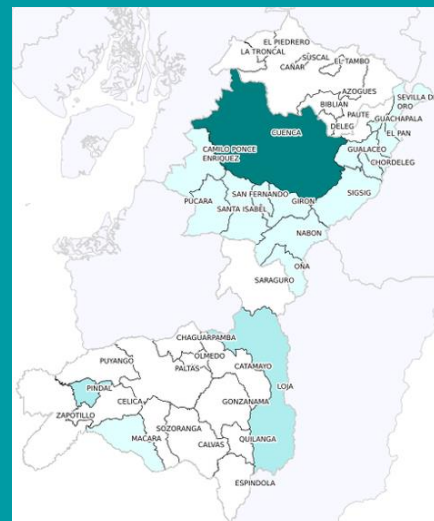 EL PIEDRERO
LA TRONCAL
SUSCAL
EL TAMBO
CAÑAR
AZOGUES
SEVILLA DE
ORO
BIBLIAN
PAUTE
GUACHAPALA
DELEG
EL PAN
CUENCA
GUALACEO
CAMILO PONCE
ENRIQUEZ
CHORDELEG
SAN FERNANDO
SIGSIG
PUCARA
GIRON
SANTA ISABEL
NABON
OÑA
SARAGURO
CHAGUARPAMBA
OLMEDO
PUYANGO
PALTAS
CATAMAYO
PINDAL
LOJA
CELICA
GONZANAMA
ZAPOTILLO
SOZORANGA
MACARA
CALVAS
QUILANGA
ESPINDOLA